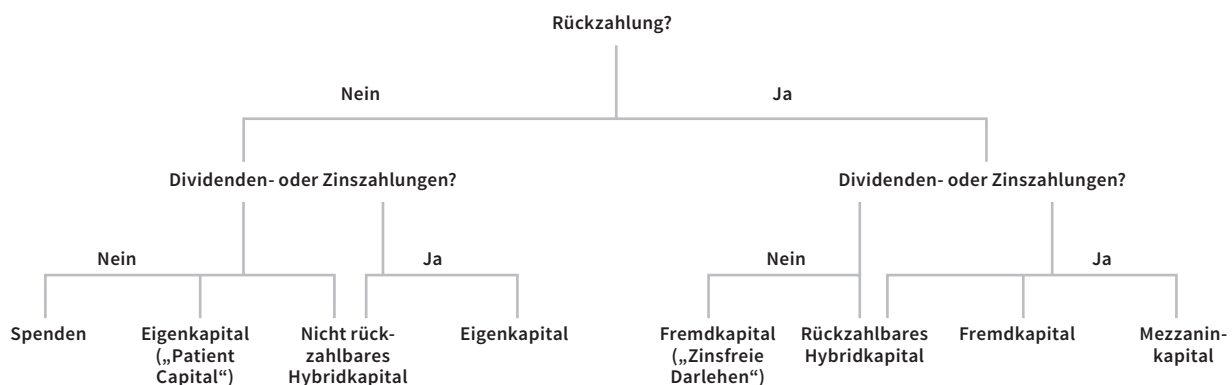 Rückzahlung?
Nein
Ja
Dividenden- oder Zinszahlungen?
Dividenden- oder Zinszahlungen?
Nein
Ja
Nein
Ja
Spenden
Eigenkapital
(„Patient
Capital“)
Nicht rück-
zahlbares
Hybridkapital
Eigenkapital
Fremdkapital
(„Zinsfreie
Darlehen“)
Rückzahlbares
Hybridkapital
Fremdkapital
Mezzanin-
kapital